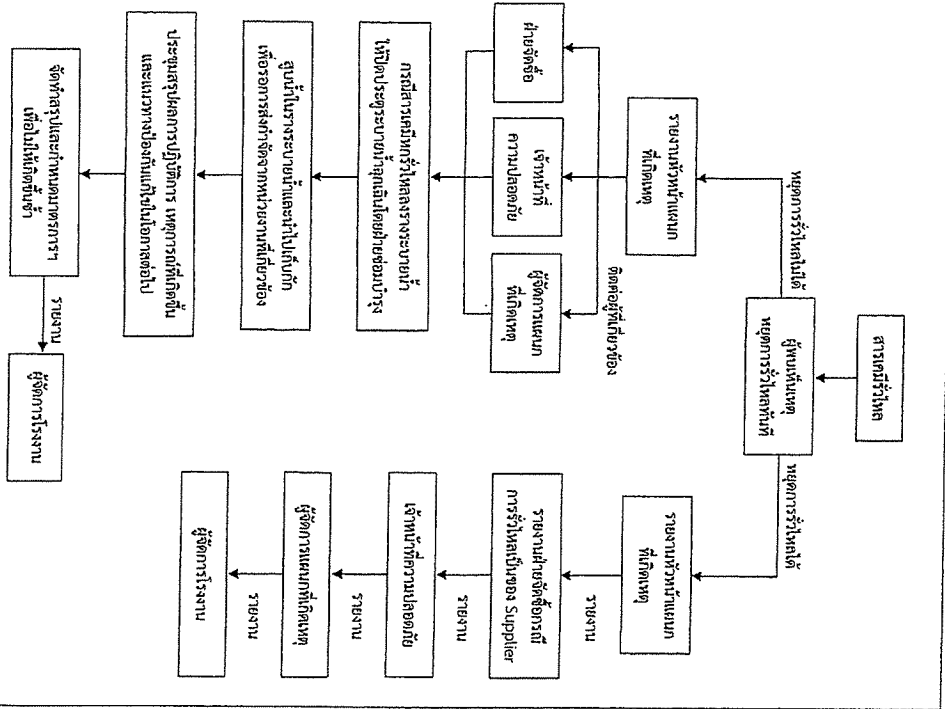 สารเคมีรั่วไหล
ผู้พบเห็นเหตุ
หยุดการรั่วไหลทันที
หยุดการรั่วไหลไม่ได้
หยุดการรั่วไหลได้
รายงานหัวหน้าแผนก
ที่เกิดเหตุ
ติดต่อผู้ที่เกี่ยวข้อง
ฝ่ายจัดซื้อ
เจ้าหน้าที่
ความปลอดภัย
ผู้จัดการแผนก
ที่เกิดเหตุ
กรณีสารเคมีหกรั่วไหลลงรางระบายน้ำ
ให้ปิดประตูระบายน้ำฉุกเฉินโดยฝ่ายซ่อมบำรุง
สูบน้ำในรางระบายน้ำและนำไปเก็บกัก
เพื่อรอการส่งกำจัดจากหน่วยงานที่เกี่ยวข้อง
ประชุมสรุปผลการปฏิบัติการ เหตุการณ์ที่เกิดขึ้น
และแนวทางป้องกันแก้ไขในโอกาสต่อไป
จัดทำสรุปและกำหนดมาตรการฯ
เพื่อไม่ให้เกิดขึ้นซ้ำ
รายงาน
ผู้จัดการโรงงาน
รายงานหัวหน้าแผนก
ที่เกิดเหตุ
รายงาน
รายงานฝ่ายจัดซื้อกรณี
การรั่วไหลเป็นของ Supplier
รายงาน
เจ้าหน้าที่ความปลอดภัย
รายงาน
ผู้จัดการแผนกที่เกิดเหตุ
รายงาน
ผู้จัดการโรงงาน